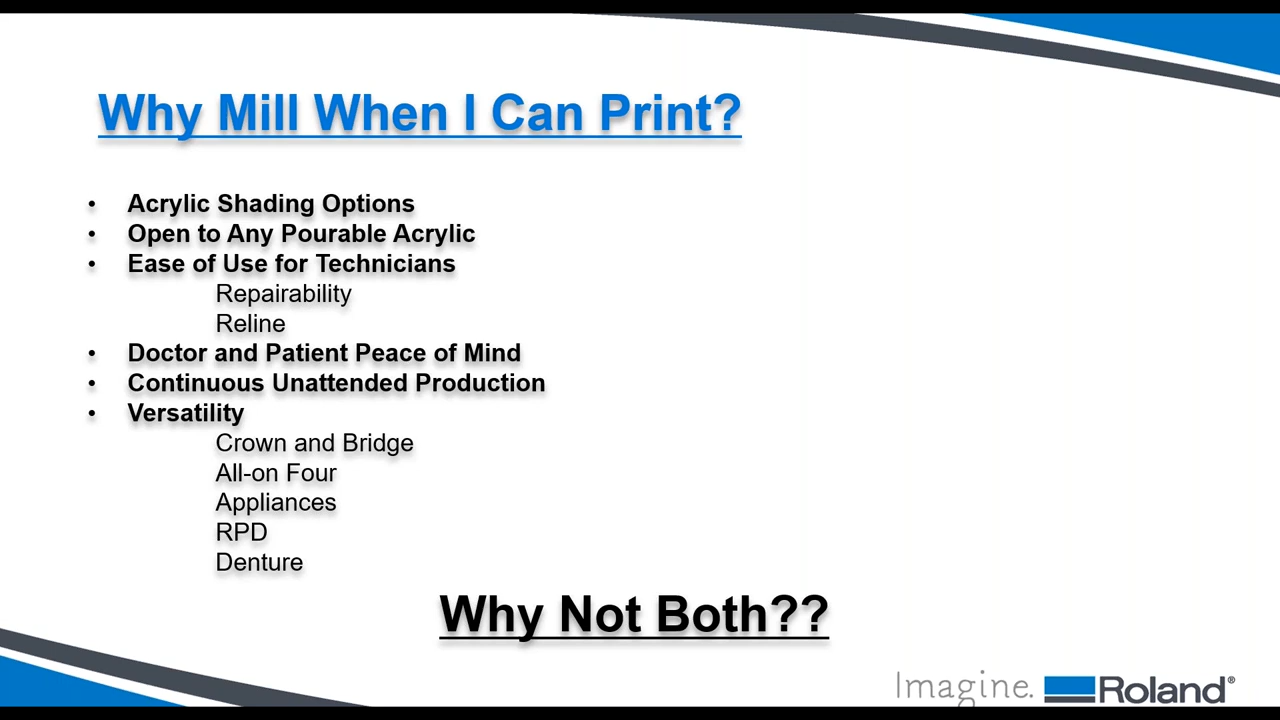 Why Mill When I Can Print?
• Acrylic Shading Options
• Open to Any Pourable Acrylic
• Ease of Use for Technicians
Repairability
Reline
• Doctor and Patient Peace of Mind
• Continuous Unattended Production
• Versatility
Crown and Bridge
All-on Four
Appliances
RPD
Denture
Why Not Both??
Imagine. Roland®